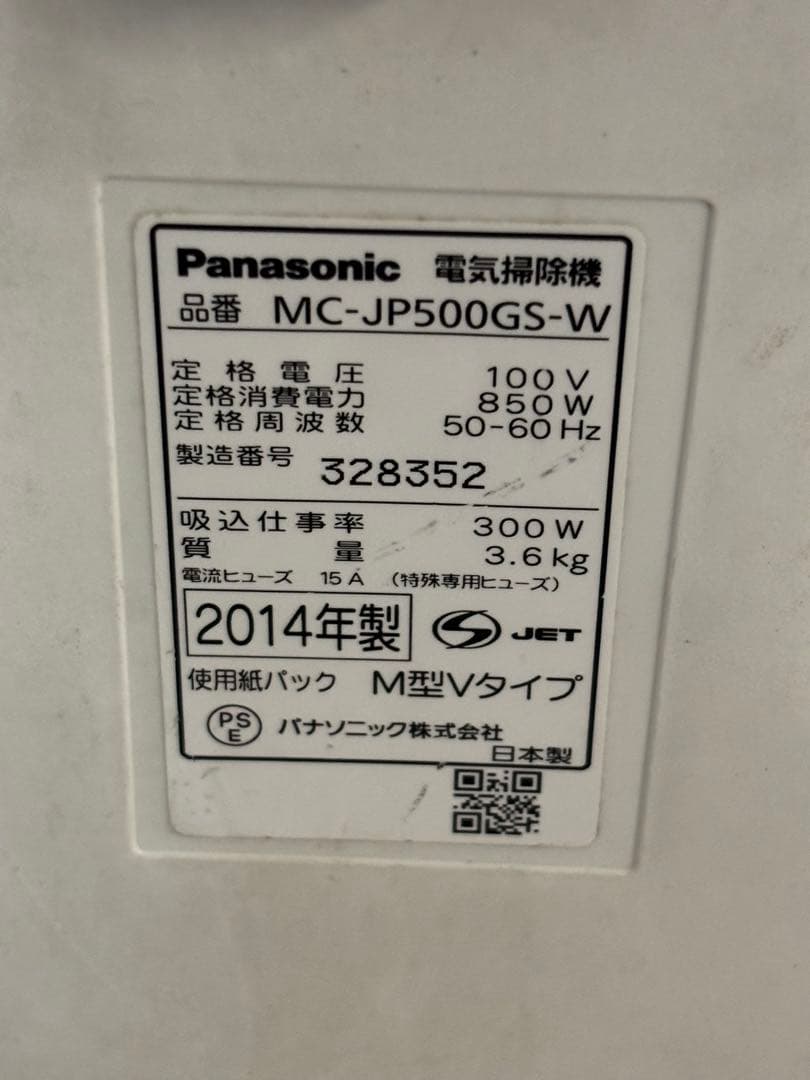 Panasonic 電気掃除機
品番 MC-JP500GS-W
定格電圧 100V
定格消費電力 850W
定格周波数 50-60Hz
製造番号 328352
吸込仕事率 300W
質量 3.6kg
電流ヒューズ 15A (特殊専用ヒューズ)
2014年製 S JET
使用紙パック M型Vタイプ
PSE パナソニック株式会社
日本製